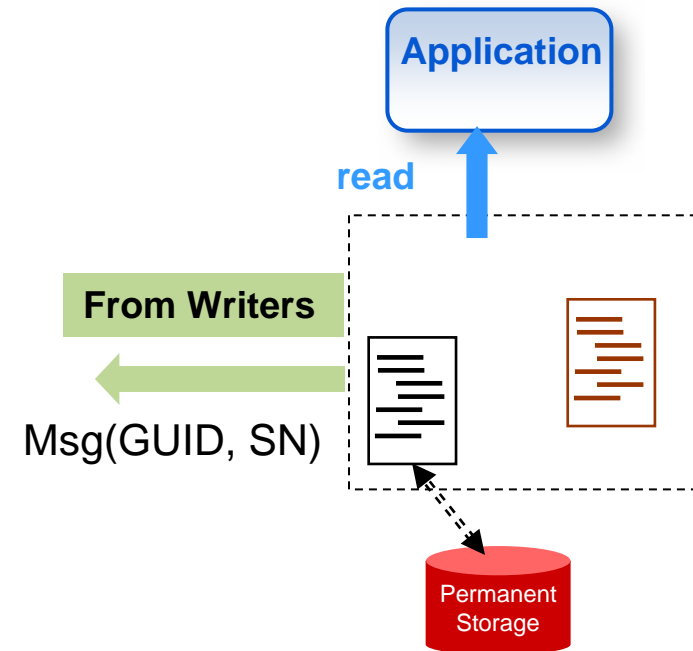 Application
read
From Writers
Msg(GUID, SN)
Permanent
Storage